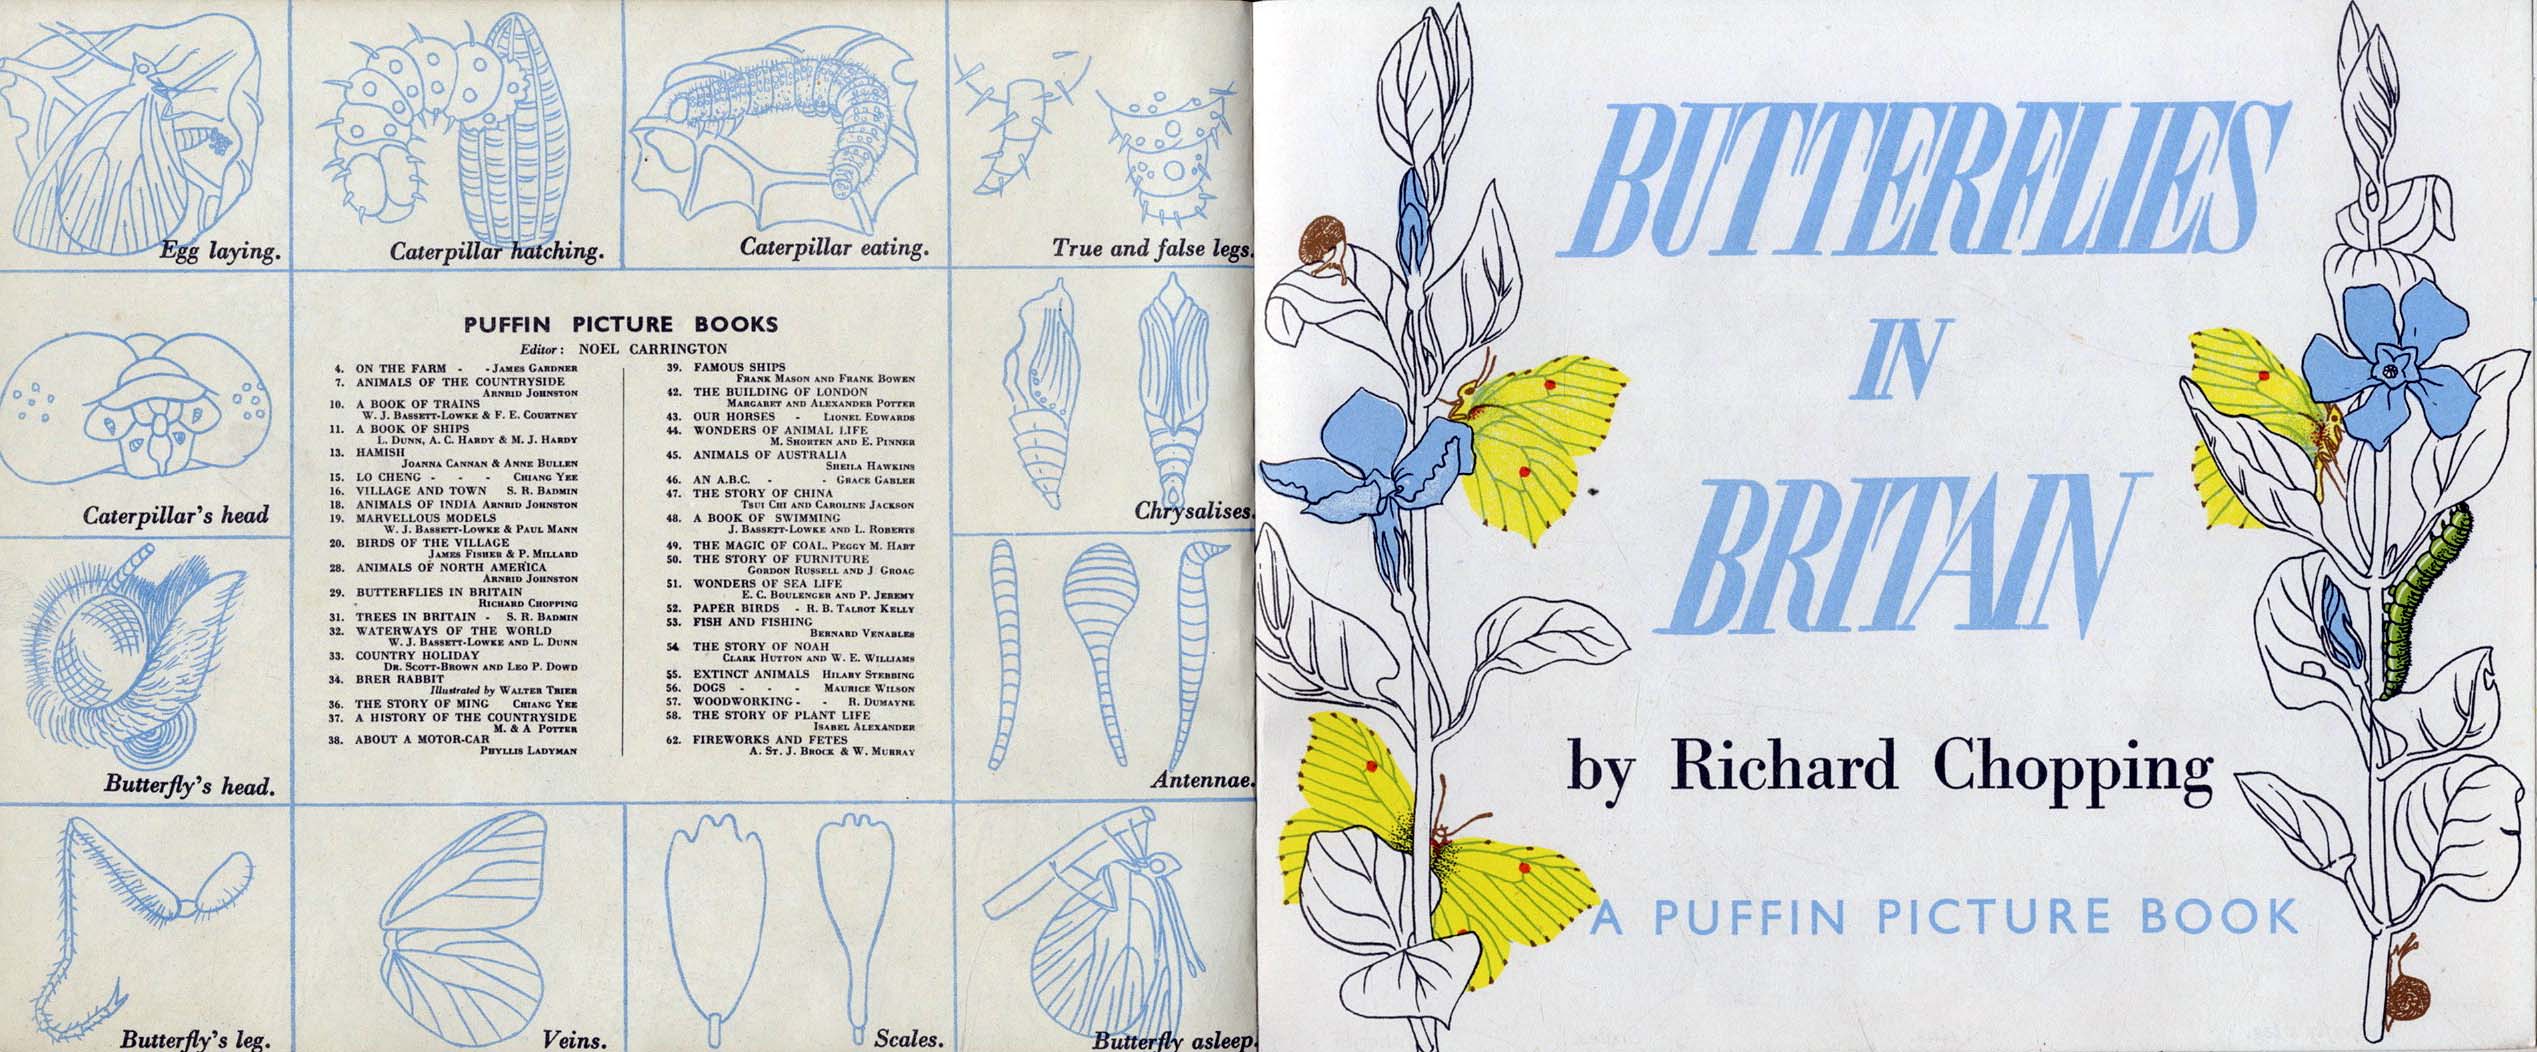 Egg laying.
Caterpillar hatching.
Caterpillar eating.
True and false legs.
Caterpillar's head
PUFFIN PICTURE BOOKS
Editor: NOEL CARRINGTON
4. ON THE FARM - - JAMES GARDNER
7. ANIMALS OF THE COUNTRYSIDE
ARNRID JOHNSTON
10. A BOOK OF TRAINS
W. J. BASSETT-LOWKE & F. E. COURTNEY
11. A BOOK OF SHIPS
L. DUNN, A. C. HARDY & M. J. HARDY
13. HAMISH
JOANNA CANNAN & ANNE BULLEN
15. LO CHENG - - - CHIANG YEE
16. VILLAGE AND TOWN S. R. BADMIN
18. ANIMALS OF INDIA ARNRID JOHNSTON
19. MARVELLOUS MODELS
W. J. BASSETT-LOWKE & PAUL MANN
20. BIRDS OF THE VILLAGE
JAMES FISHER & P. MILLARD
28. ANIMALS OF NORTH AMERICA
ARNRID JOHNSTON
29. BUTTERFLIES IN BRITAIN
RICHARD CHOPPING
31. TREES IN BRITAIN - S. R. BADMIN
32. WATERWAYS OF THE WORLD
W. J. BASSETT-LOWKE AND L. DUNN
33. COUNTRY HOLIDAY
DR. SCOTT-BROWN AND LEO P. DOWD
34. BRER RABBIT
Illustrated by WALTER TRIER
36. THE STORY OF MING CHIANG YEE
37. A HISTORY OF THE COUNTRYSIDE
M. & A POTTER
38. ABOUT A MOTOR-CAR
PHYLLIS LADYMAN
39. FAMOUS SHIPS
FRANK MASON AND FRANK BOWEN
42. THE BUILDING OF LONDON
MARGARET AND ALEXANDER POTTER
43. OUR HORSES - LIONEL EDWARDS
44. WONDERS OF ANIMAL LIFE
M. SHORTEN AND E. PINNER
45. ANIMALS OF AUSTRALIA
SHEILA HAWKINS
46. AN A.B.C. - - GRACE GABLER
47. THE STORY OF CHINA
TSUI CHI AND CAROLINE JACKSON
48. A BOOK OF SWIMMING
J. BASSETT-LOWKE AND L. ROBERTS
49. THE MAGIC OF COAL. PEGGY M. HART
50. THE STORY OF FURNITURE
GORDON RUSSELL AND J. GROAG
51. WONDERS OF SEA LIFE
E. C. BOULENGER AND P. JEREMY
52. PAPER BIRDS - R. B. TALBOT KELLY
53. FISH AND FISHING
BERNARD VENABLES
54. THE STORY OF NOAH
CLARK HUTTON AND W. E. WILLIAMS
55. EXTINCT ANIMALS HILARY STEBBING
56. DOGS - - - MAURICE WILSON
57. WOODWORKING - - R. DUMAYNE
58. THE STORY OF PLANT LIFE
ISABEL ALEXANDER
62. FIREWORKS AND FETES
A. ST. J. BROCK & W. MURRAY
Chrysalises.
Butterfly's head.
Antennae.
Butterfly's leg.
Veins.
Scales.
Butterfly asleep.
BUTTERFLIES
IN
BRITAIN
by Richard Chopping
A PUFFIN PICTURE BOOK